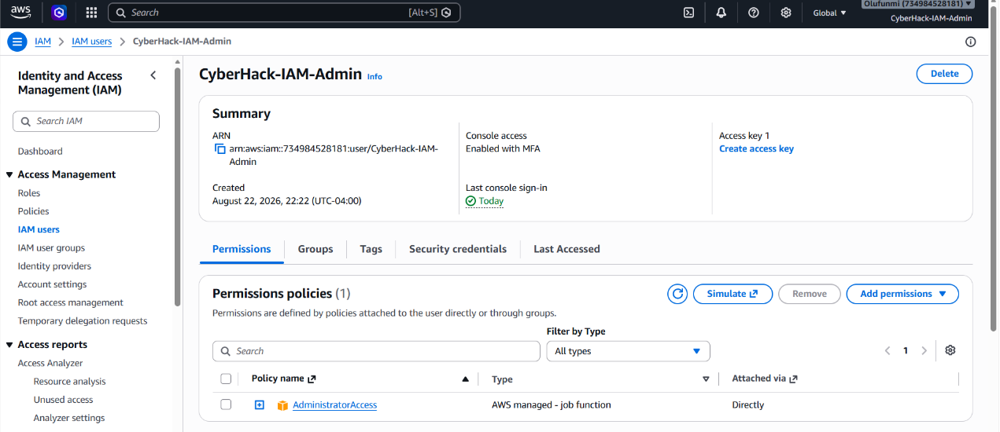 aws
Search [Alt+S]
Global
Olufunmi (734984528181)
CyberHack-IAM-Admin
IAM
IAM users
CyberHack-IAM-Admin
Identity and Access
Management (IAM)
Search IAM
Dashboard
Access Management
Roles
Policies
IAM users
IAM user groups
Identity providers
Account settings
Root access management
Temporary delegation requests
Access reports
Access Analyzer
Resource analysis
Unused access
Analyzer settings
CyberHack-IAM-Admin Info
Delete
Summary
ARN
arn:aws:iam::734984528181:user/CyberHack-IAM-
Admin
Created
August 22, 2026, 22:22 (UTC-04:00)
Console access
Enabled with MFA
Last console sign-in
Today
Access key 1
Create access key
Permissions Groups Tags Security credentials Last Accessed
Permissions policies (1)
Simulate Remove Add permissions
Permissions are defined by policies attached to the user directly or through groups.
Filter by Type
Search All types 1
Policy name Type Attached via
AdministratorAccess AWS managed - job function Directly